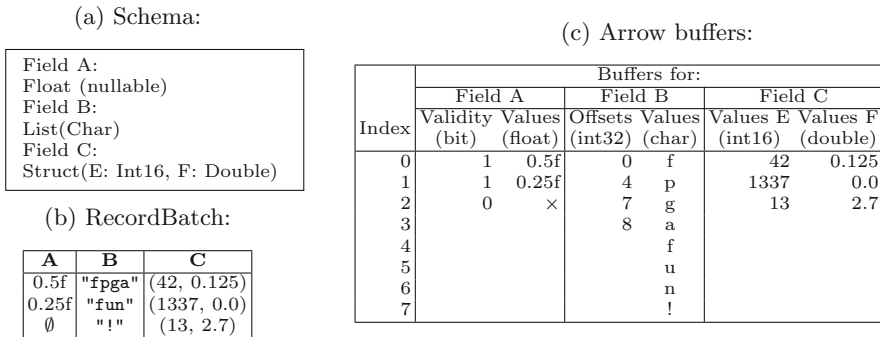 (a) Schema:
Field A:
Float (nullable)
Field B:
List(Char)
Field C:
Struct(E: Int16, F: Double)
(b) RecordBatch:
A B C
0.5f "fpga" (42, 0.125)
0.25f "fun" (1337, 0.0)
∅ "!" (13, 2.7)
(c) Arrow buffers:
Buffers for:
Field A Field B Field C
Index Validity Values Offsets Values Values E Values F
(bit) (float) (int32) (char) (int16) (double)
0 1 0.5f 0 f 42 0.125
1 1 0.25f 4 p 1337 0.0
2 0 × 7 g 13 2.7
3 8 a
4 f
5 u
6 n
7 !